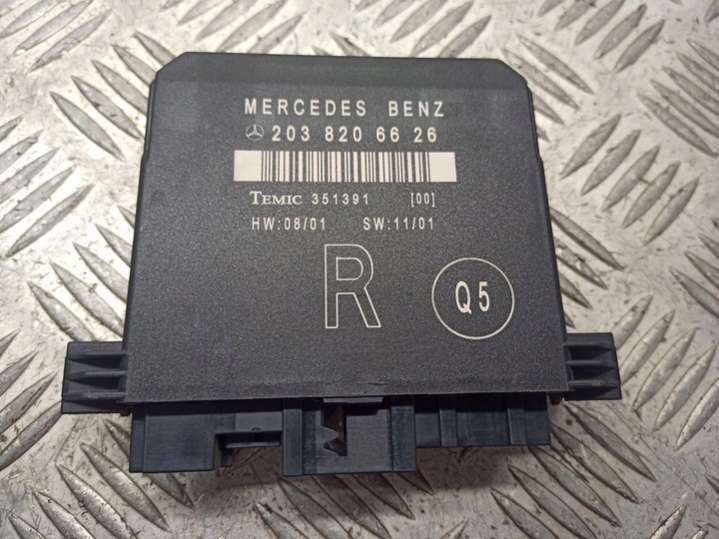 MERCEDES BENZ
203 820 66 26
TEMIC 351391 [00]
HW:08/01 SW:11/01
R
Q5